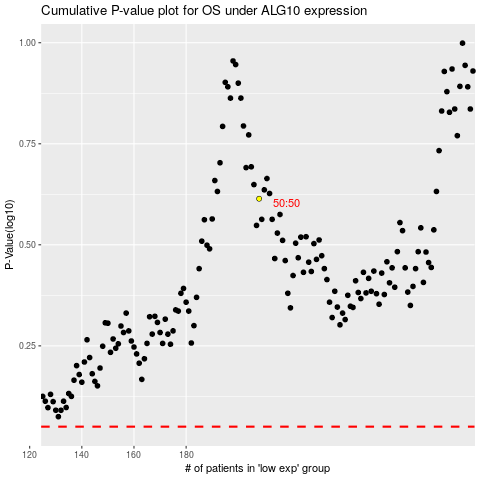 Cumulative P-value plot for OS under ALG10 expression
1.00
0.75
0.50
0.25
P-Value(log10)
50:50
120 140 160 180
# of patients in 'low exp' group